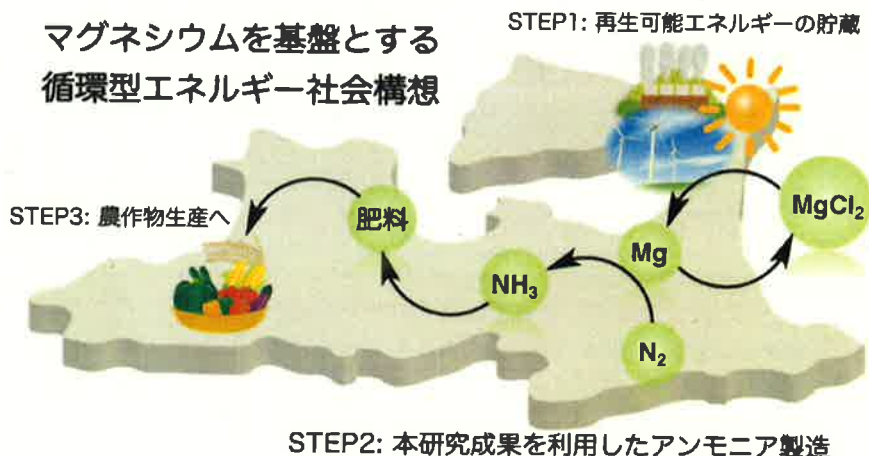 マグネシウムを基盤とする
循環型エネルギー社会構想
STEP1: 再生可能エネルギーの貯蔵
MgCl₂
Mg
肥料
STEP3: 農作物生産へ
NH₃
N₂
STEP2: 本研究成果を利用したアンモニア製造